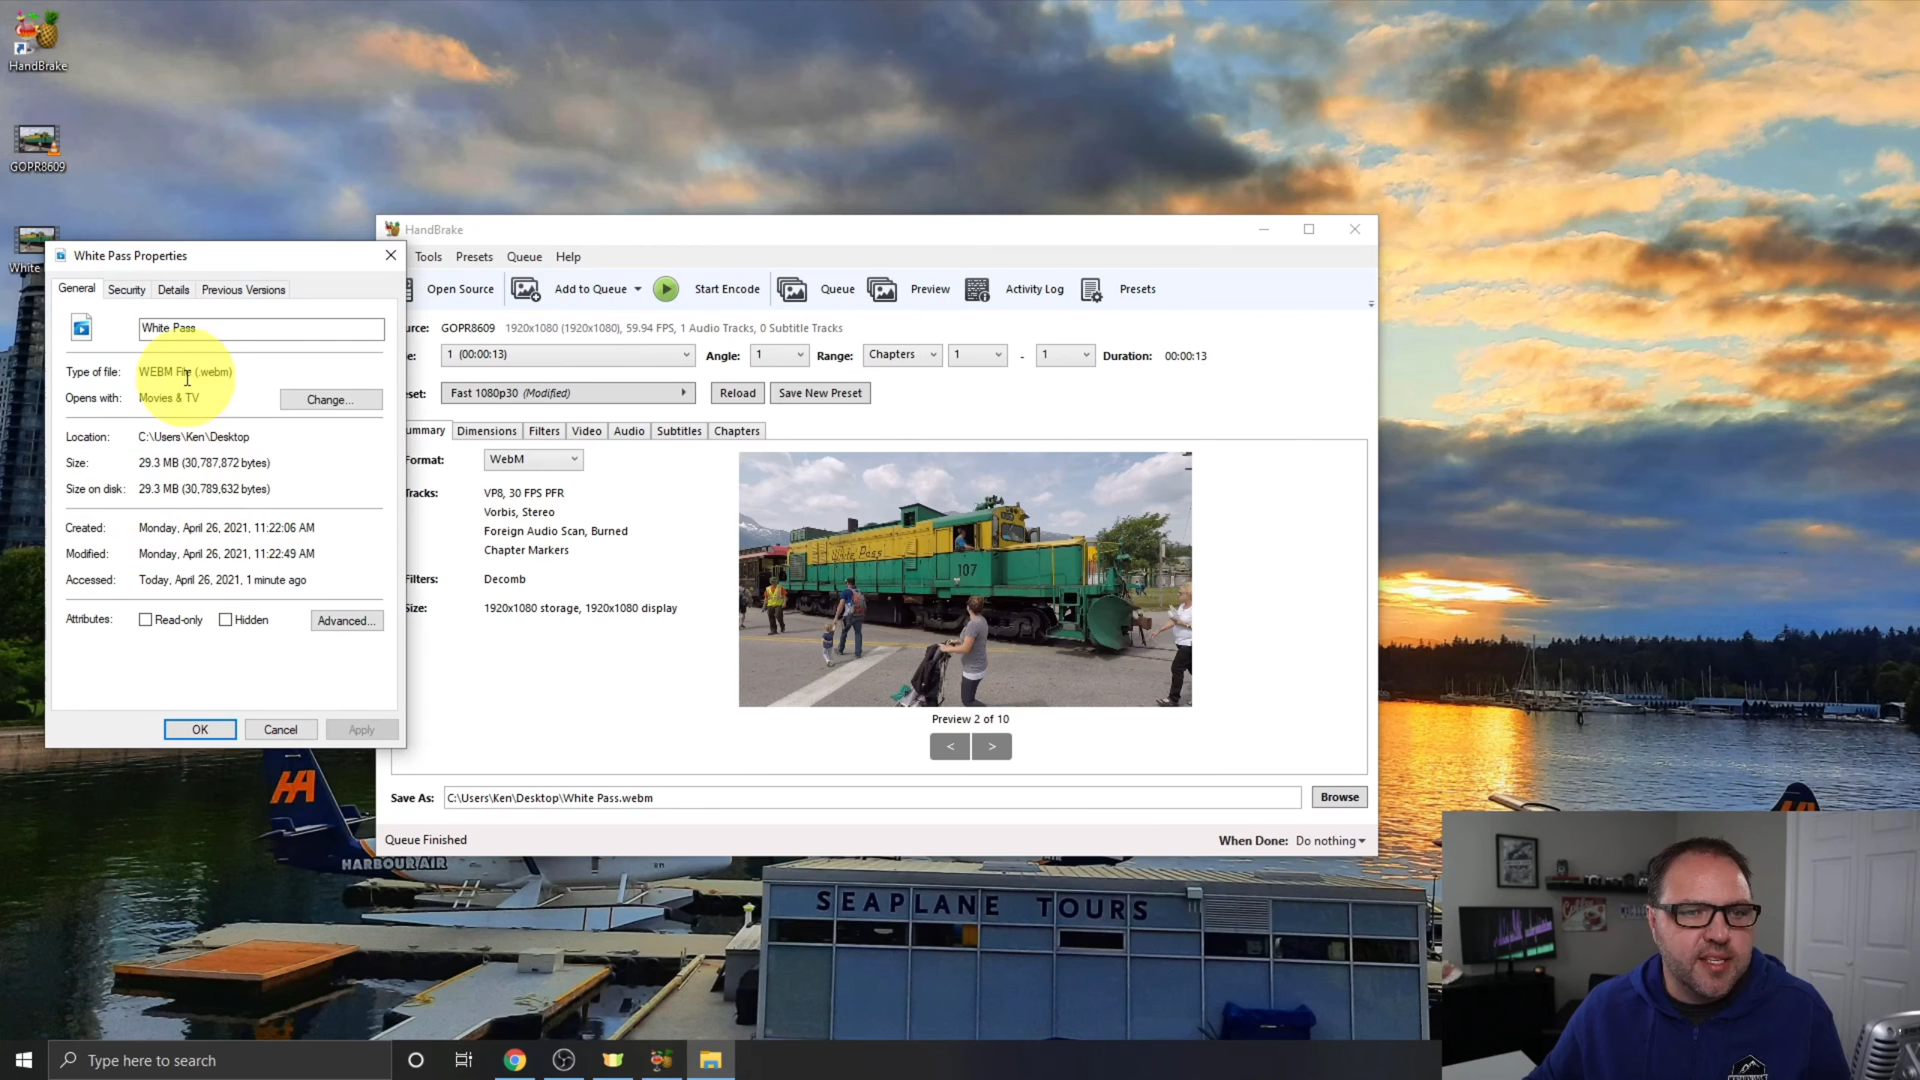 HandBrake
GOPR8609
White
White Pass Properties
General Security Details Previous Versions
White Pass
Type of file: WEBM File (.webm)
Opens with: Movies & TV Change...
Location: C:\Users\Ken\Desktop
Size: 29.3 MB (30,787,872 bytes)
Size on disk: 29.3 MB (30,789,632 bytes)
Created: Monday, April 26, 2021, 11:22:06 AM
Modified: Monday, April 26, 2021, 11:22:49 AM
Accessed: Today, April 26, 2021, 1 minute ago
Attributes: Read-only Hidden Advanced...
OK Cancel Apply
HandBrake
Tools Presets Queue Help
Open Source Add to Queue Start Encode Queue Preview Activity Log Presets
urce: GOPR8609 1920x1080 (1920x1080), 59.94 FPS, 1 Audio Tracks, 0 Subtitle Tracks
e: 1 (00:00:13) Angle: 1 Range: Chapters 1 - 1 Duration: 00:00:13
set: Fast 1080p30 (Modified) Reload Save New Preset
ummary Dimensions Filters Video Audio Subtitles Chapters
Format: WebM
Tracks: VP8, 30 FPS PFR
Vorbis, Stereo
Foreign Audio Scan, Burned
Chapter Markers
Filters: Decomb
Size: 1920x1080 storage, 1920x1080 display
White Pass
107
Preview 2 of 10
< >
Save As: C:\Users\Ken\Desktop\White Pass.webm Browse
Queue Finished When Done: Do nothing
HA
HARBOUR AIR
SEAPLANE TOURS
Type here to search